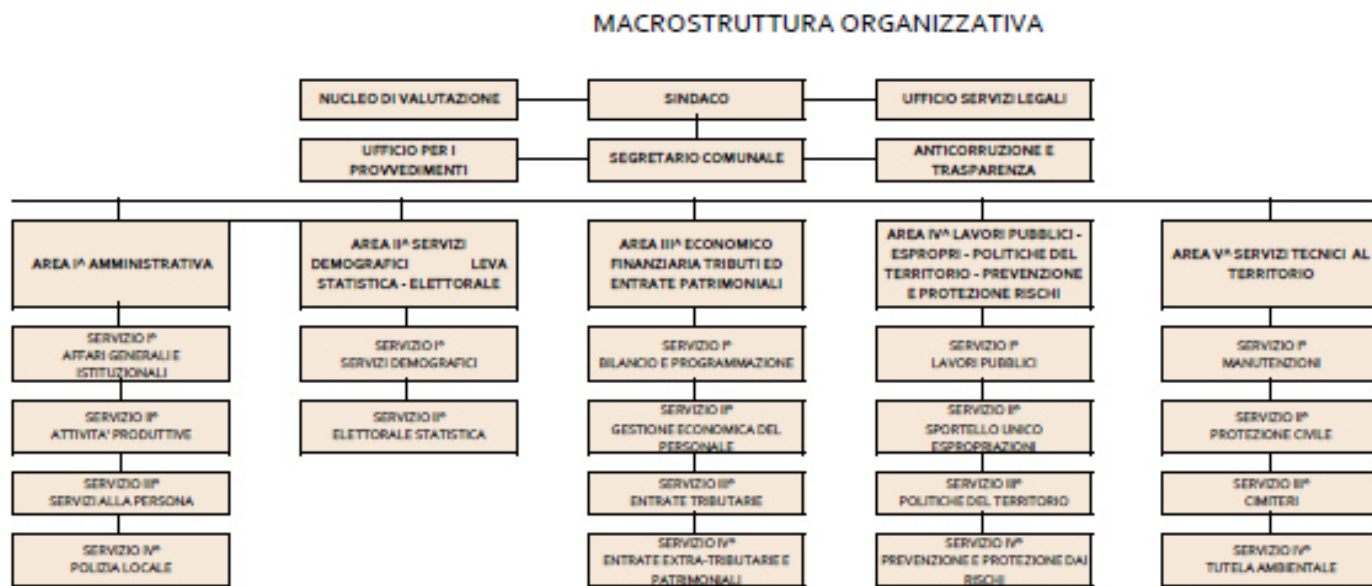 MACROSTRUTTURA ORGANIZZATIVA
NUCLEO DI VALUTAZIONE
SINDACO
UFFICIO SERVIZI LEGALI
UFFICIO PER I
PROVVEDIMENTI
SEGRETARIO COMUNALE
ANTICORRUZIONE E
TRASPARENZA
AREA I^ AMMINISTRATIVA
AREA II^ SERVIZI
DEMOGRAFICI LEVA
STATISTICA - ELETTORALE
AREA III^ ECONOMICO
FINANZIARIA TRIBUTI ED
ENTRATE PATRIMONIALI
AREA IV^ LAVORI PUBBLICI -
ESPROPRI - POLITICHE DEL
TERRITORIO - PREVENZIONE
E PROTEZIONE RISCHI
AREA V^ SERVIZI TECNICI AL
TERRITORIO
SERVIZIO I^
AFFARI GENERALI E
ISTITUZIONALI
SERVIZIO I^
SERVIZI DEMOGRAFICI
SERVIZIO I^
BILANCIO E PROGRAMMAZIONE
SERVIZIO I^
LAVORI PUBBLICI
SERVIZIO I^
MANUTENZIONI
SERVIZIO II^
ATTIVITA' PRODUTTIVE
SERVIZIO II^
ELETTORALE STATISTICA
SERVIZIO II^
GESTIONE ECONOMICA DEL
PERSONALE
SERVIZIO II^
SPORTELLO UNICO
ESPROPRIAZIONI
SERVIZIO II^
PROTEZIONE CIVILE
SERVIZIO III^
SERVIZI ALLA PERSONA
SERVIZIO III^
ENTRATE TRIBUTARIE
SERVIZIO III^
POLITICHE DEL TERRITORIO
SERVIZIO III^
CIMITERI
SERVIZIO IV^
POLIZIA LOCALE
SERVIZIO IV^
ENTRATE EXTRA-TRIBUTARIE E
PATRIMONIALI
SERVIZIO IV^
PREVENZIONE E PROTEZIONE DAI
RISCHI
SERVIZIO IV^
TUTELA AMBIENTALE